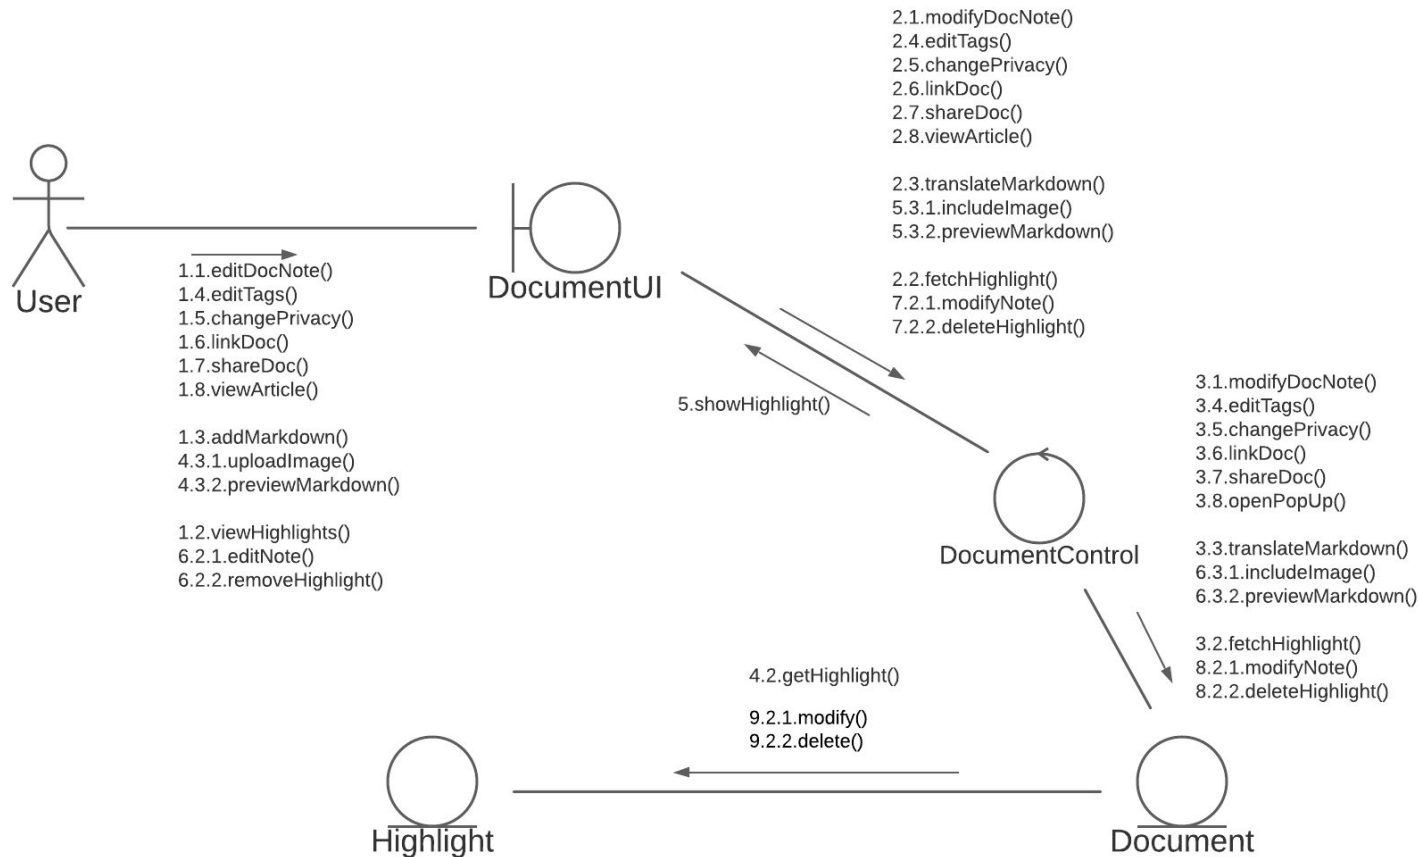 2.1.modifyDocNote()
2.4.editTags()
2.5.changePrivacy()
2.6.linkDoc()
2.7.shareDoc()
2.8.viewArticle()
2.3.translateMarkdown()
5.3.1.includeImage()
5.3.2.previewMarkdown()
2.2.fetchHighlight()
7.2.1.modifyNote()
7.2.2.deleteHighlight()
User
DocumentUI
1.1.editDocNote()
1.4.editTags()
1.5.changePrivacy()
1.6.linkDoc()
1.7.shareDoc()
1.8.viewArticle()
1.3.addMarkdown()
4.3.1.uploadImage()
4.3.2.previewMarkdown()
1.2.viewHighlights()
6.2.1.editNote()
6.2.2.removeHighlight()
5.showHighlight()
DocumentControl
3.1.modifyDocNote()
3.4.editTags()
3.5.changePrivacy()
3.6.linkDoc()
3.7.shareDoc()
3.8.openPopUp()
3.3.translateMarkdown()
6.3.1.includeImage()
6.3.2.previewMarkdown()
3.2.fetchHighlight()
8.2.1.modifyNote()
8.2.2.deleteHighlight()
4.2.getHighlight()
9.2.1.modify()
9.2.2.delete()
Highlight
Document